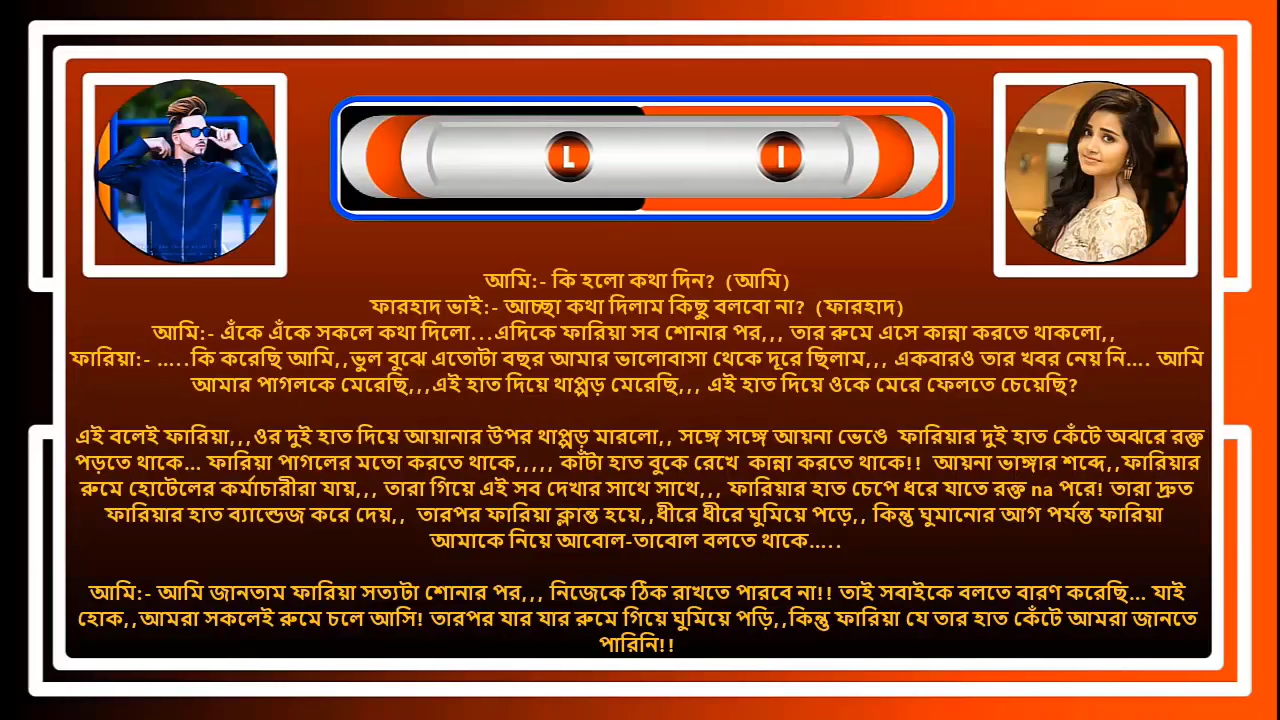 L I
আমি:- কি হলো কথা দিন? (আমি)
ফারহাদ ভাই:- আচ্ছা কথা দিলাম কিছু বলবো না? (ফারহাদ)
আমি:- এঁকে এঁকে সকলে কথা দিলো...এদিকে ফারিয়া সব শোনার পর,,, তার রুমে এসে কান্না করতে থাকলো,,
ফারিয়া:- .....কি করেছি আমি,,ভুল বুঝে এতোটা বছর আমার ভালোবাসা থেকে দূরে ছিলাম,,, একবারও তার খবর নেয় নি.... আমি
আমার পাগলকে মেরেছি,,,এই হাত দিয়ে থাপ্পড় মেরেছি,,, এই হাত দিয়ে ওকে মেরে ফেলতে চেয়েছি?
এই বলেই ফারিয়া,,,ওর দুই হাত দিয়ে আয়ানার উপর থাপ্পড় মারলো,, সঙ্গে সঙ্গে আয়না ভেঙে ফারিয়ার দুই হাত কেঁটে অঝরে রক্ত
পড়তে থাকে... ফারিয়া পাগলের মতো করতে থাকে,,,,, কাঁটা হাত বুকে রেখে কান্না করতে থাকে!! আয়না ভাঙ্গার শব্দে,,ফারিয়ার
রুমে হোটেলের কর্মাচারীরা যায়,,, তারা গিয়ে এই সব দেখার সাথে সাথে,,, ফারিয়ার হাত চেপে ধরে যাতে রক্ত na পরে! তারা দ্রুত
ফারিয়ার হাত ব্যান্ডেজ করে দেয়,, তারপর ফারিয়া ক্লান্ত হয়ে,,ধীরে ধীরে ঘুমিয়ে পড়ে,, কিন্তু ঘুমানোর আগ পর্যন্ত ফারিয়া
আমাকে নিয়ে আবোল-তাবোল বলতে থাকে.....
আমি:- আমি জানতাম ফারিয়া সত্যটা শোনার পর,,, নিজেকে ঠিক রাখতে পারবে না!! তাই সবাইকে বলতে বারণ করেছি... যাই
হোক,,আমরা সকলেই রুমে চলে আসি! তারপর যার যার রুমে গিয়ে ঘুমিয়ে পড়ি,,কিন্তু ফারিয়া যে তার হাত কেঁটে আমরা জানতে
পারিনি!!